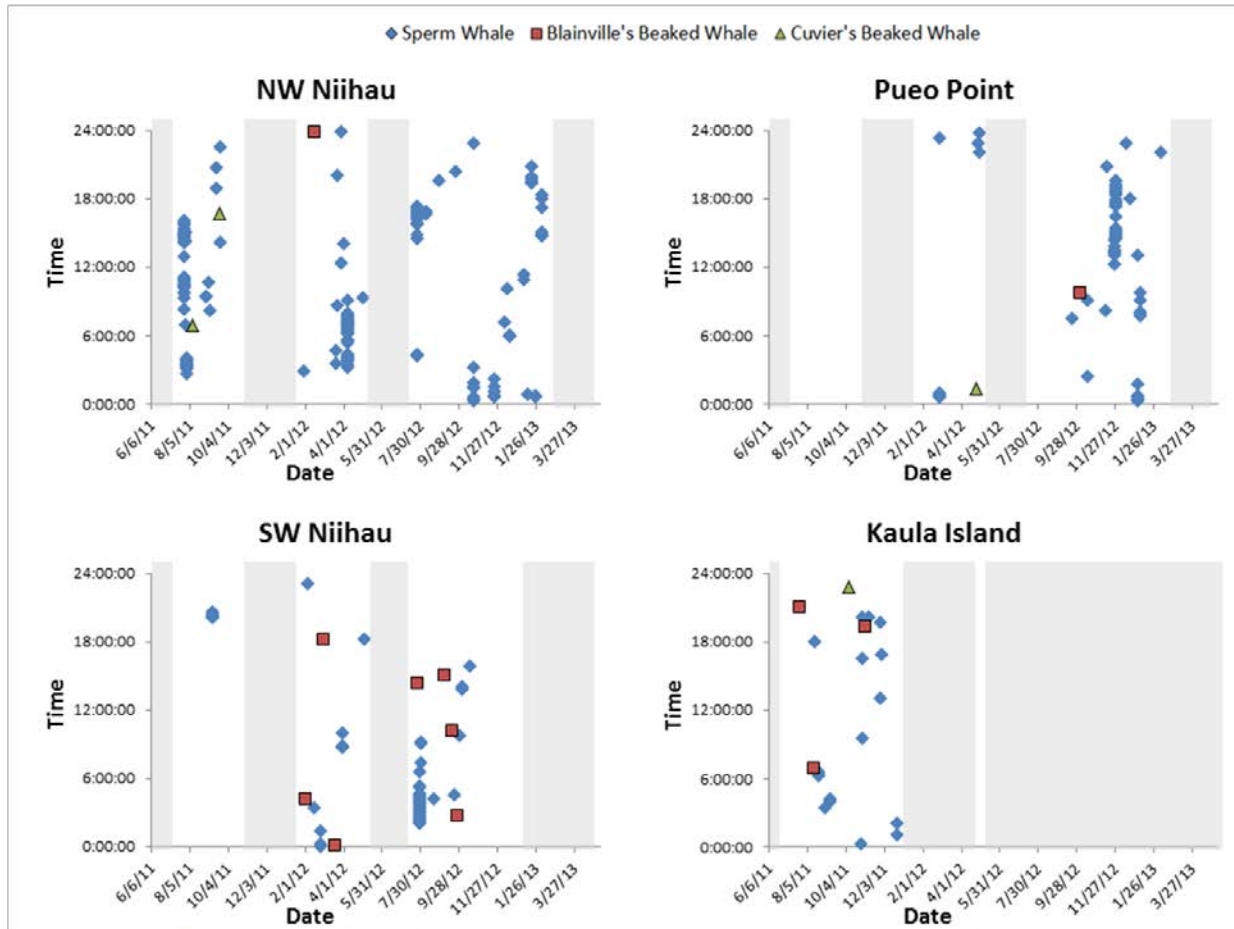 Sperm Whale Blainville's Beaked Whale Cuvier's Beaked Whale
NW Niihau
Time
24:00:00
18:00:00
12:00:00
6:00:00
0:00:00
6/6/11 8/5/11 10/4/11 12/3/11 2/1/12 4/1/12 5/31/12 7/30/12 9/28/12 11/27/12 1/26/13 3/27/13
Date
Pueo Point
Time
24:00:00
18:00:00
12:00:00
6:00:00
0:00:00
6/6/11 8/5/11 10/4/11 12/3/11 2/1/12 4/1/12 5/31/12 7/30/12 9/28/12 11/27/12 1/26/13 3/27/13
Date
SW Niihau
Time
24:00:00
18:00:00
12:00:00
6:00:00
0:00:00
6/6/11 8/5/11 10/4/11 12/3/11 2/1/12 4/1/12 5/31/12 7/30/12 9/28/12 11/27/12 1/26/13 3/27/13
Date
Kaula Island
Time
24:00:00
18:00:00
12:00:00
6:00:00
0:00:00
6/6/11 8/5/11 10/4/11 12/3/11 2/1/12 4/1/12 5/31/12 7/30/12 9/28/12 11/27/12 1/26/13 3/27/13
Date